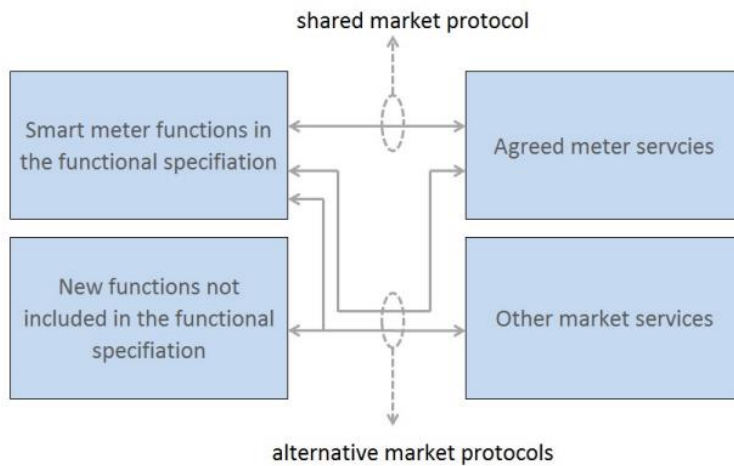 shared market protocol
Smart meter functions in
the functional specifiation
Agreed meter servcies
New functions not
included in the functional
specifiation
Other market services
alternative market protocols